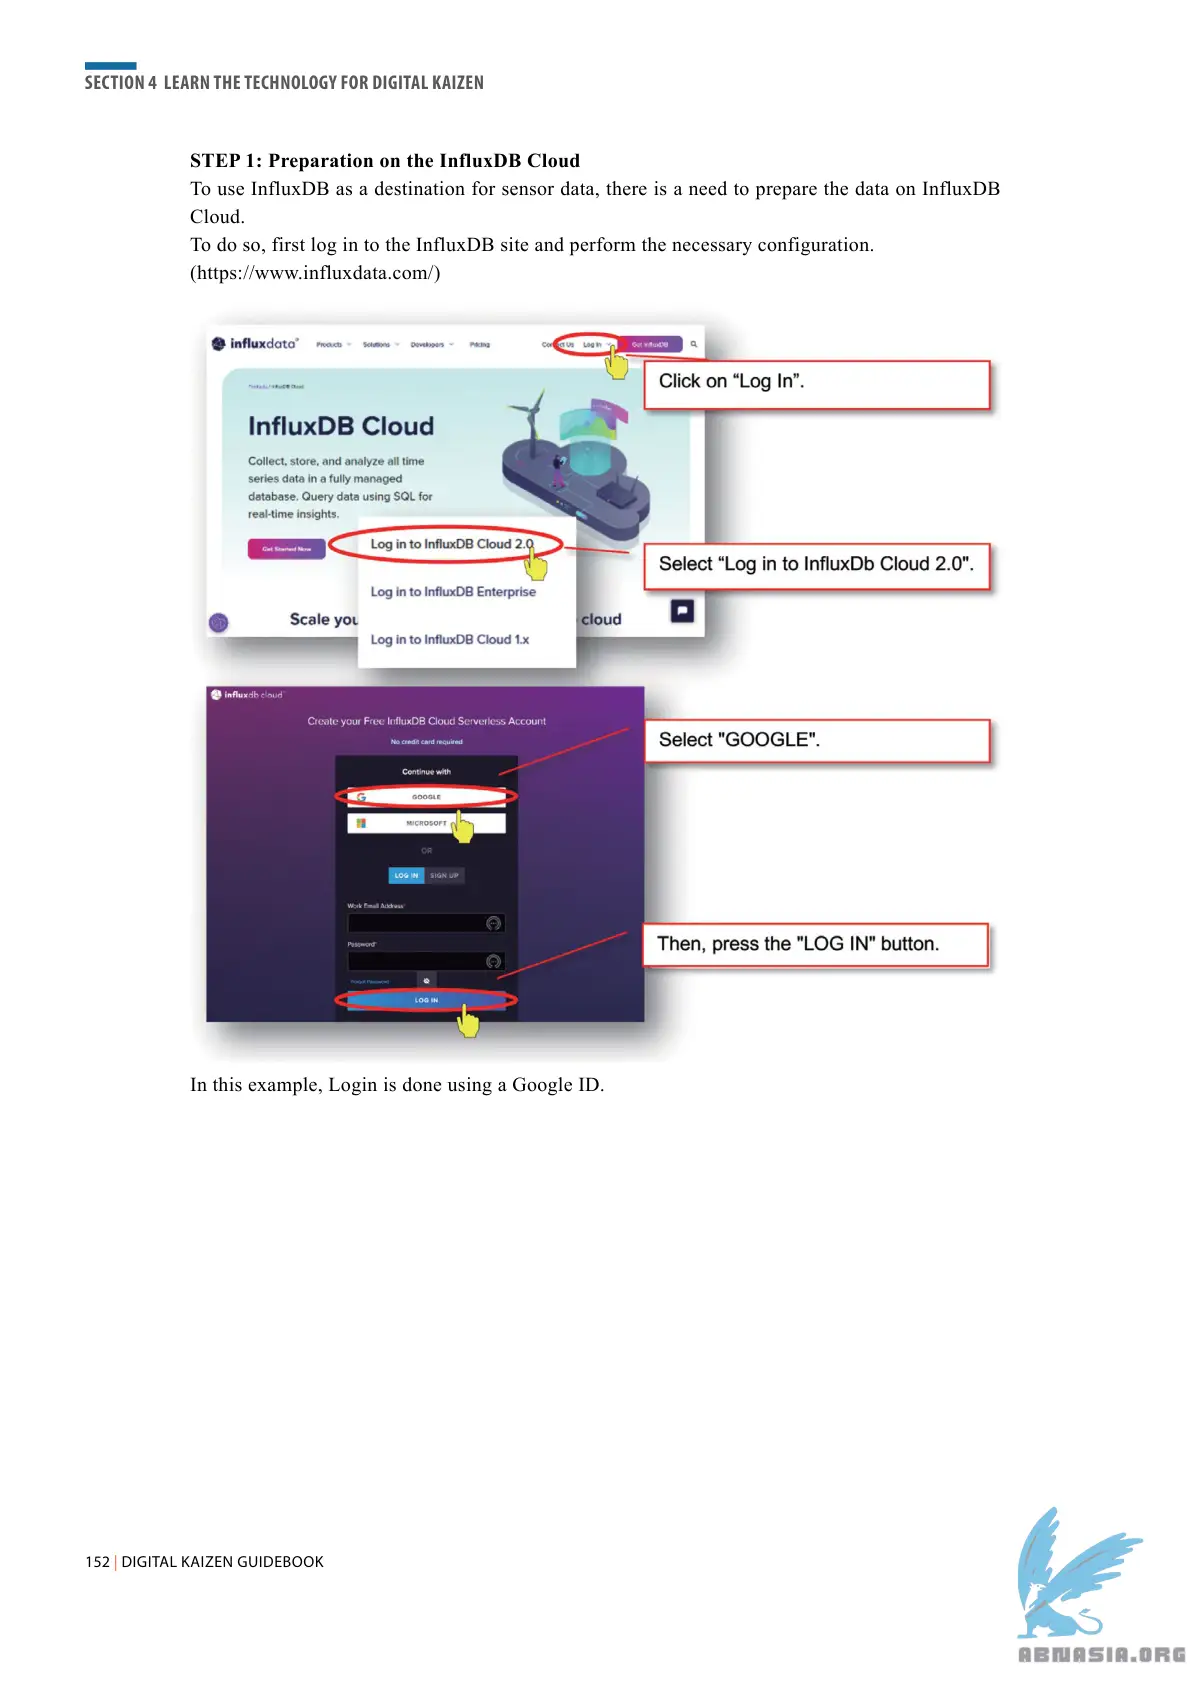 SECTION 4 LEARN THE TECHNOLOGY FOR DIGITAL KAIZEN
STEP 1: Preparation on the InfluxDB Cloud
To use InfluxDB as a destination for sensor data, there is a need to prepare the data on InfluxDB
Cloud.
To do so, first log in to the InfluxDB site and perform the necessary configuration.
(https://www.influxdata.com/)
influxdata Products Solutions Developers Pricing Contact Us Log In Get InfluxDB
Click on “Log In”.
Products / InfluxDB Cloud
InfluxDB Cloud
Collect, store, and analyze all time
series data in a fully managed
database. Query data using SQL for
real-time insights.
Get Started Now
Log in to InfluxDB Cloud 2.0
Select “Log in to InfluxDb Cloud 2.0".
Log in to InfluxDB Enterprise
Scale you cloud
Log in to InfluxDB Cloud 1.x
influxdb cloud
Create your Free InfluxDB Cloud Serverless Account
No credit card required
Select "GOOGLE".
Continue with
GOOGLE
MICROSOFT
OR
LOG IN SIGN UP
Work Email Address*
Password*
Then, press the "LOG IN" button.
Forgot Password
LOG IN
In this example, Login is done using a Google ID.
152 | DIGITAL KAIZEN GUIDEBOOK
ABNASIA.ORG